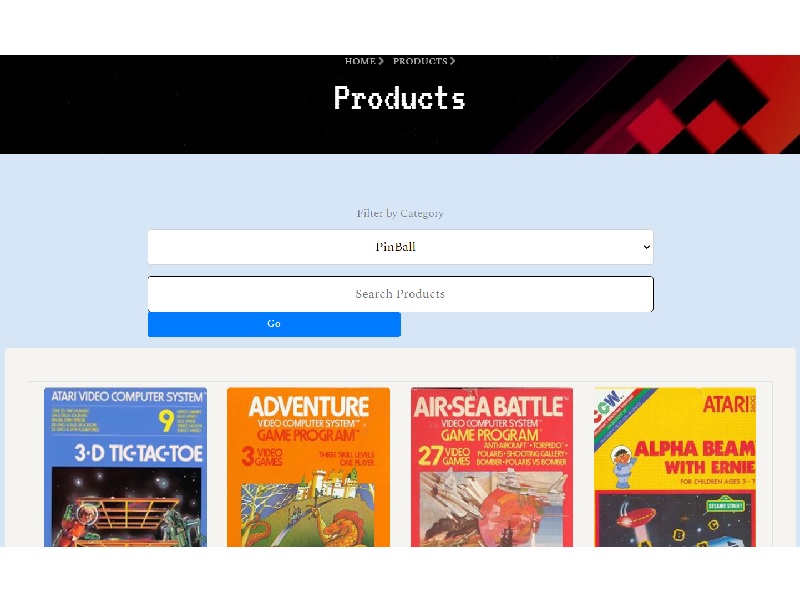 HOME PRODUCTS
Products
Filter by Category
PinBall
Search Products
Go
ATARI VIDEO COMPUTER SYSTEM™
9 VIDEO GAMES
3-D TIC-TAC-TOE
ADVENTURE
VIDEO COMPUTER SYSTEM™
GAME PROGRAM™
3 VIDEO GAMES
THREE SKILL LEVELS
ONE PLAYER
AIR-SEA BATTLE™
VIDEO COMPUTER SYSTEM™
GAME PROGRAM™
27 VIDEO GAMES
ANTI-AIRCRAFT • TORPEDO •
POLARIS • SHOOTING GALLERY •
BOMBER • POLARIS VS BOMBER
CCW
ATARI
ALPHA BEAM
WITH ERNIE
FOR CHILDREN AGES 3 - 7
SESAME STREET